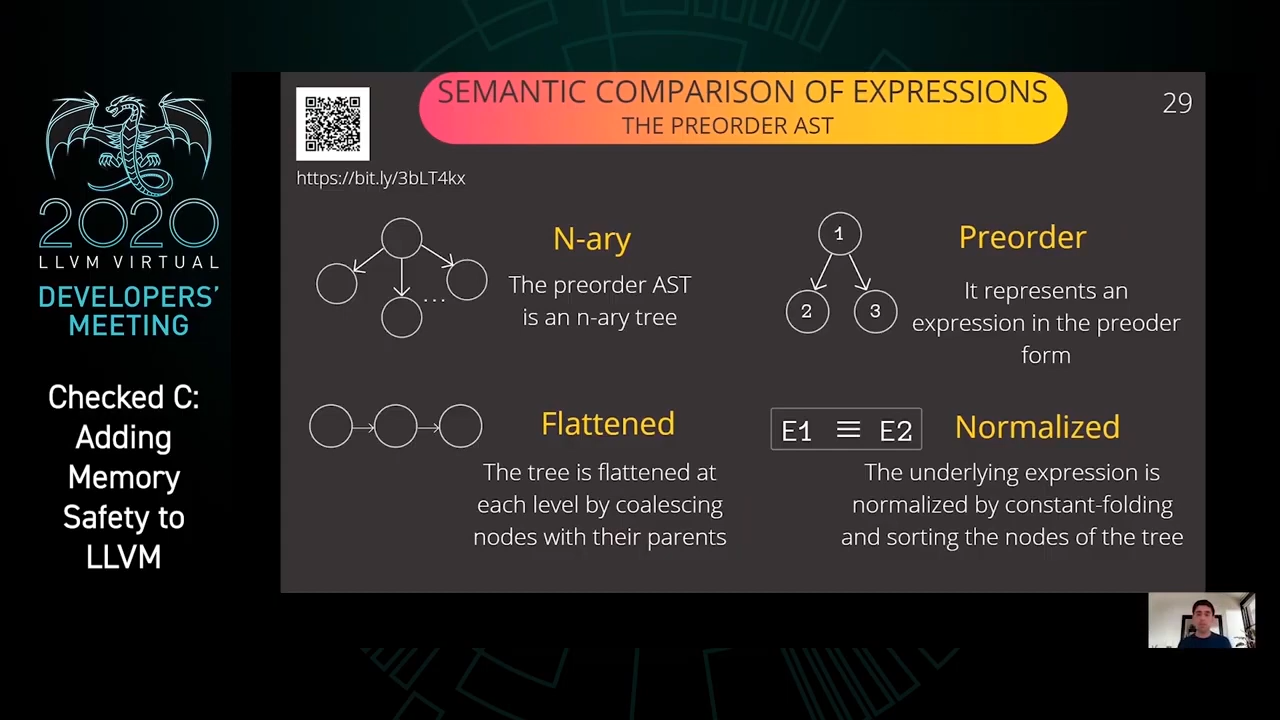 2020
LLVM VIRTUAL
DEVELOPERS'
MEETING
Checked C:
Adding
Memory
Safety to
LLVM
SEMANTIC COMPARISON OF EXPRESSIONS
THE PREORDER AST
29
https://bit.ly/3bLT4kx
N-ary
The preorder AST
is an n-ary tree
...
1
2
3
Preorder
It represents an
expression in the preoder
form
Flattened
The tree is flattened at
each level by coalescing
nodes with their parents
E1 ≡ E2
Normalized
The underlying expression is
normalized by constant-folding
and sorting the nodes of the tree